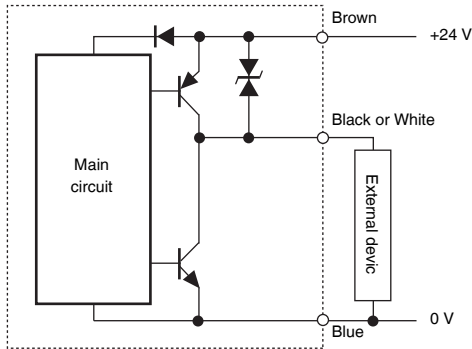 Brown
+24 V
Black or White
Main
circuit
External devic
0 V
Blue